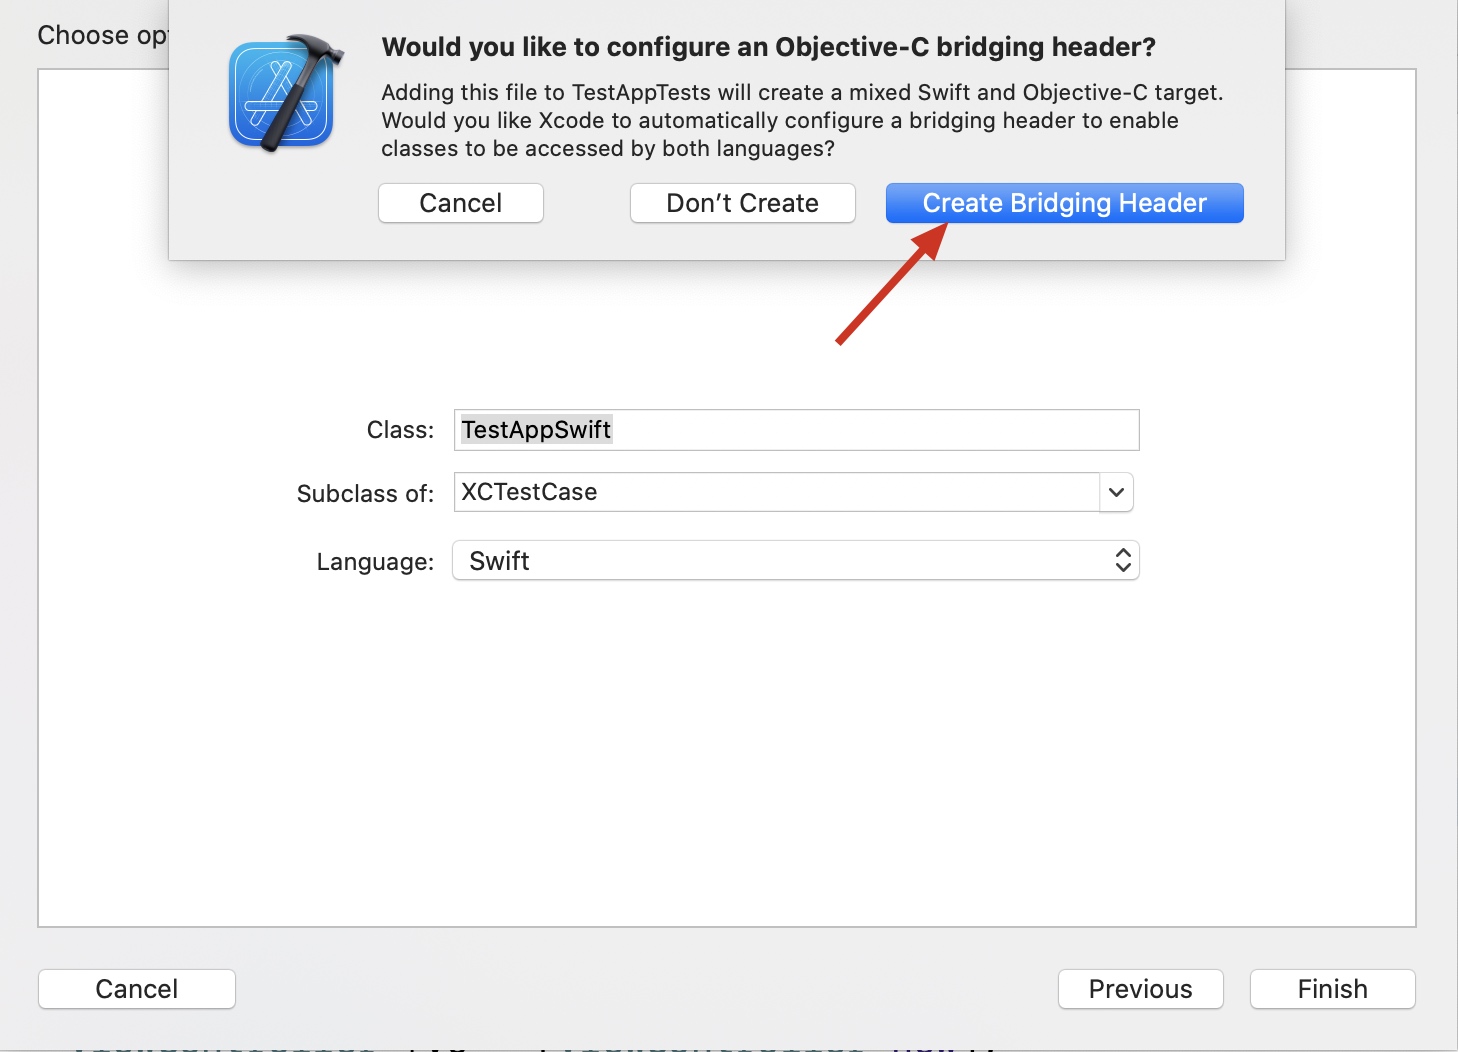 Choose op
Would you like to configure an Objective-C bridging header?
Adding this file to TestAppTests will create a mixed Swift and Objective-C target.
Would you like Xcode to automatically configure a bridging header to enable
classes to be accessed by both languages?
Cancel Don’t Create Create Bridging Header
Class: TestAppSwift
Subclass of: XCTestCase
Language: Swift
Cancel Previous Finish